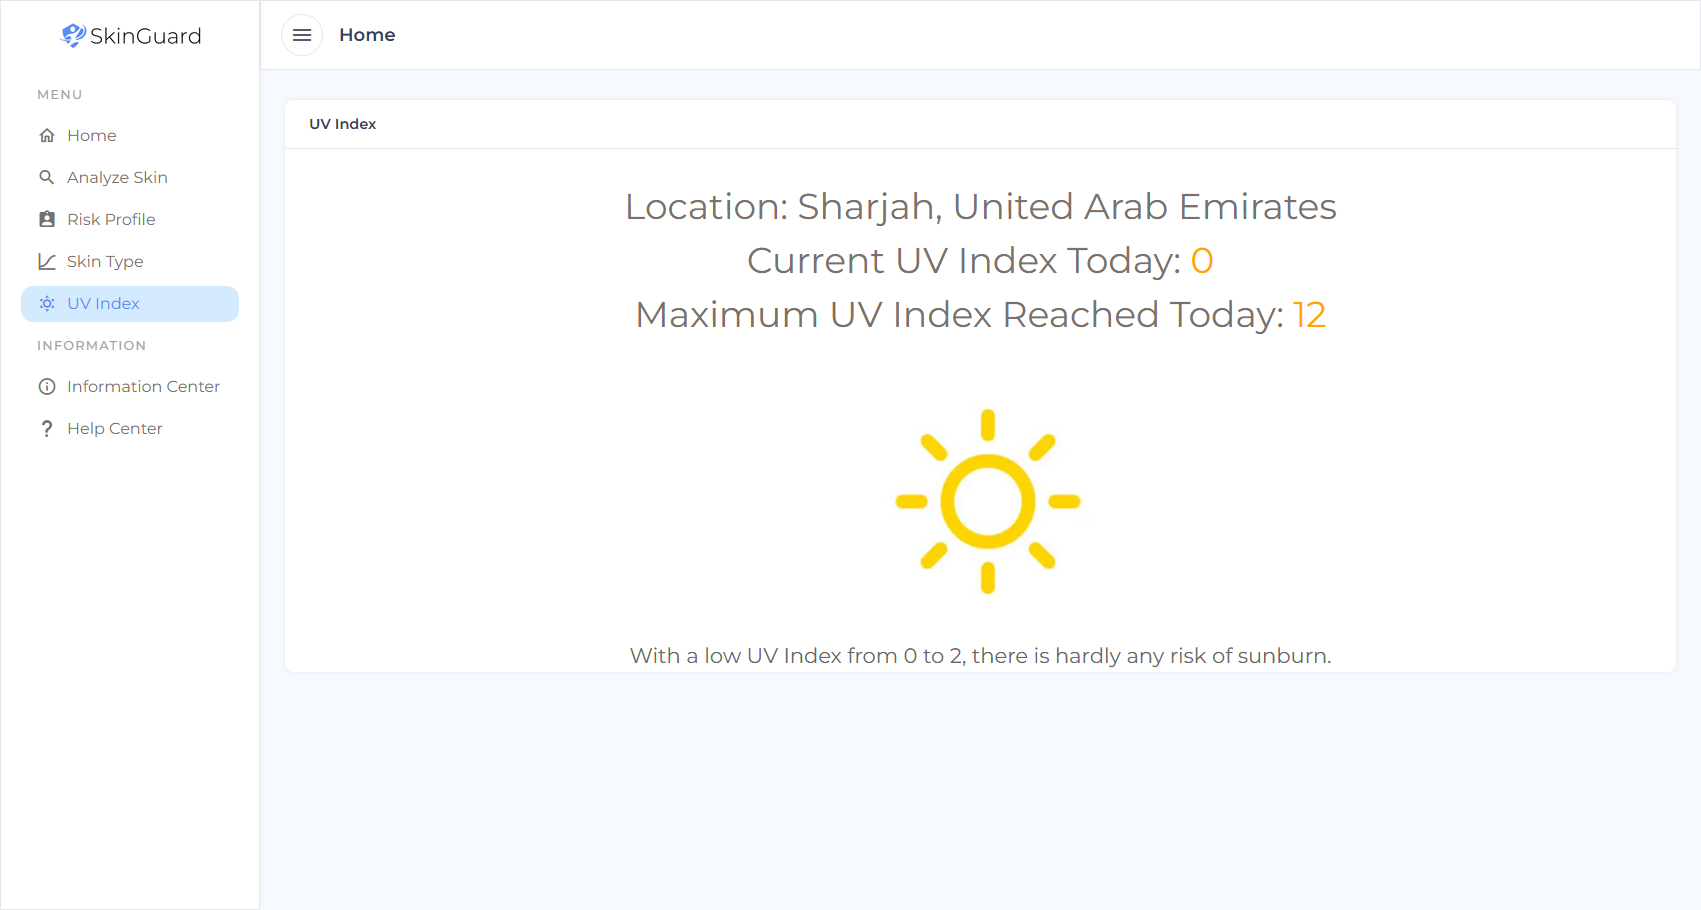 SkinGuard
MENU
Home
Analyze Skin
Risk Profile
Skin Type
UV Index
INFORMATION
Information Center
Help Center
Home
UV Index
Location: Sharjah, United Arab Emirates
Current UV Index Today: 0
Maximum UV Index Reached Today: 12
With a low UV Index from 0 to 2, there is hardly any risk of sunburn.